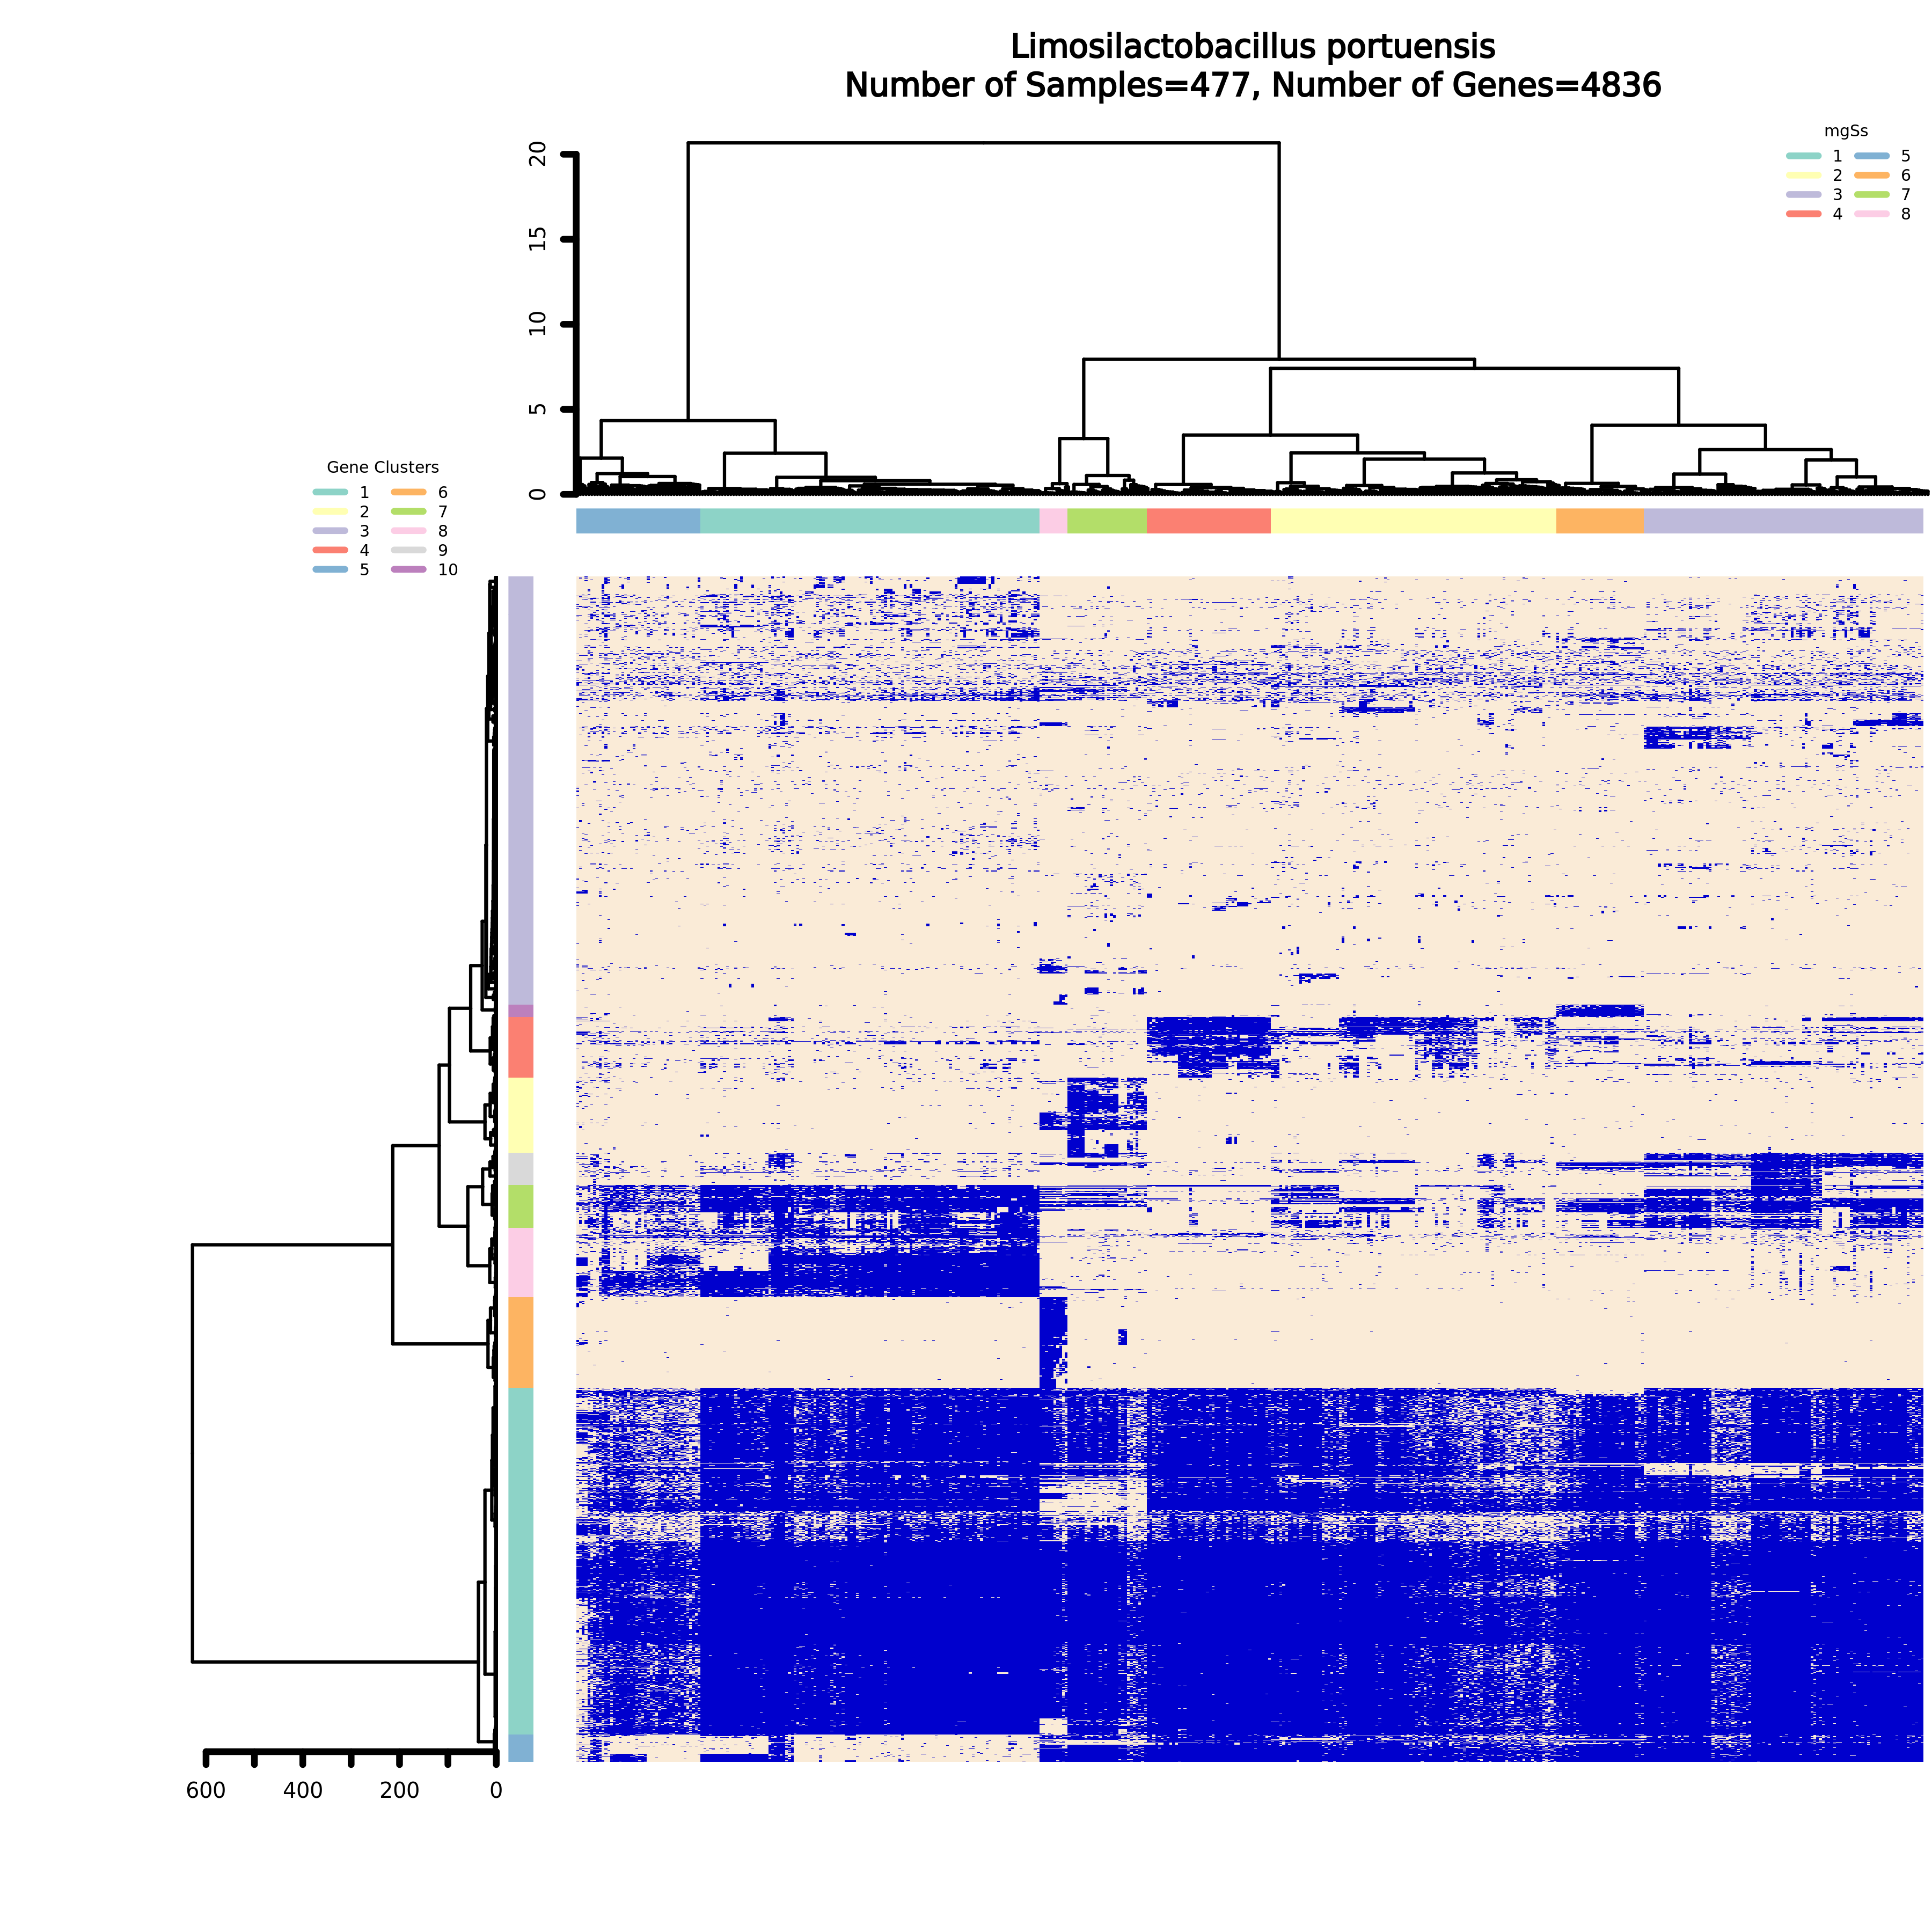 Limosilactobacillus portuensis
Number of Samples=477, Number of Genes=4836
mgSs
1 5
2 6
3 7
4 8
20
15
10
5
0
Gene Clusters
1 6
2 7
3 8
4 9
5 10
600 400 200 0